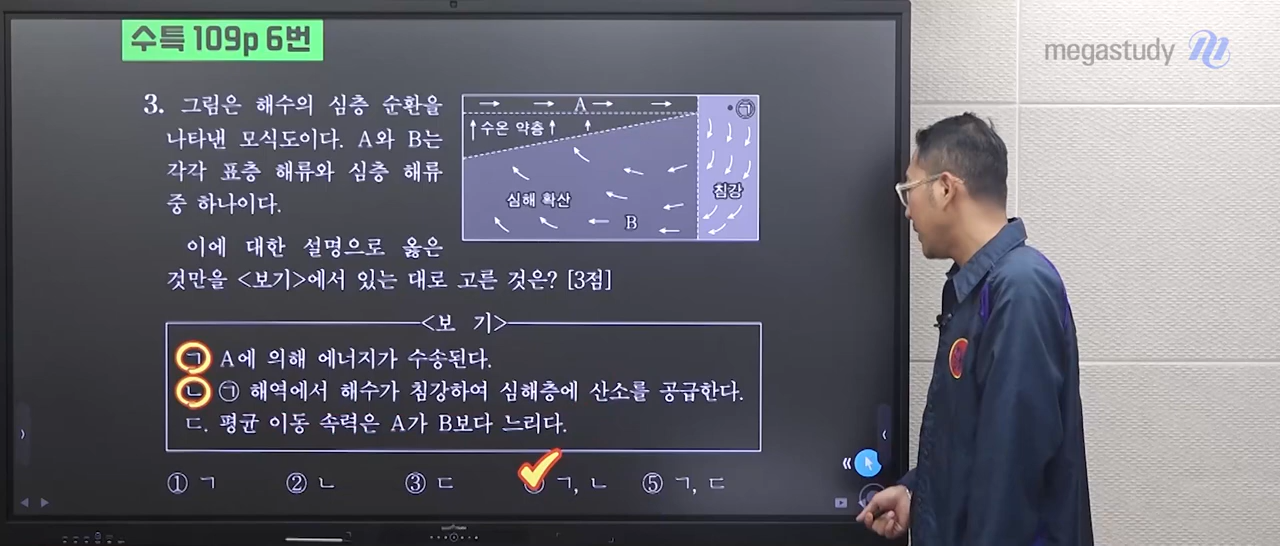 수특 109p 6번
megastudy
3. 그림은 해수의 심층 순환을
나타낸 모식도이다. A와 B는
각각 표층 해류와 심층 해류
중 하나이다.
이에 대한 설명으로 옳은
것만을 <보기>에서 있는 대로 고른 것은? [3점]
A
㉠
수온 약층
침강
심해 확산
B
<보 기>
ㄱ A에 의해 에너지가 수송된다.
ㄴ ㉠ 해역에서 해수가 침강하여 심해층에 산소를 공급한다.
ㄷ. 평균 이동 속력은 A가 B보다 느리다.
① ㄱ ② ㄴ ③ ㄷ ㄱ, ㄴ ⑤ ㄱ, ㄷ